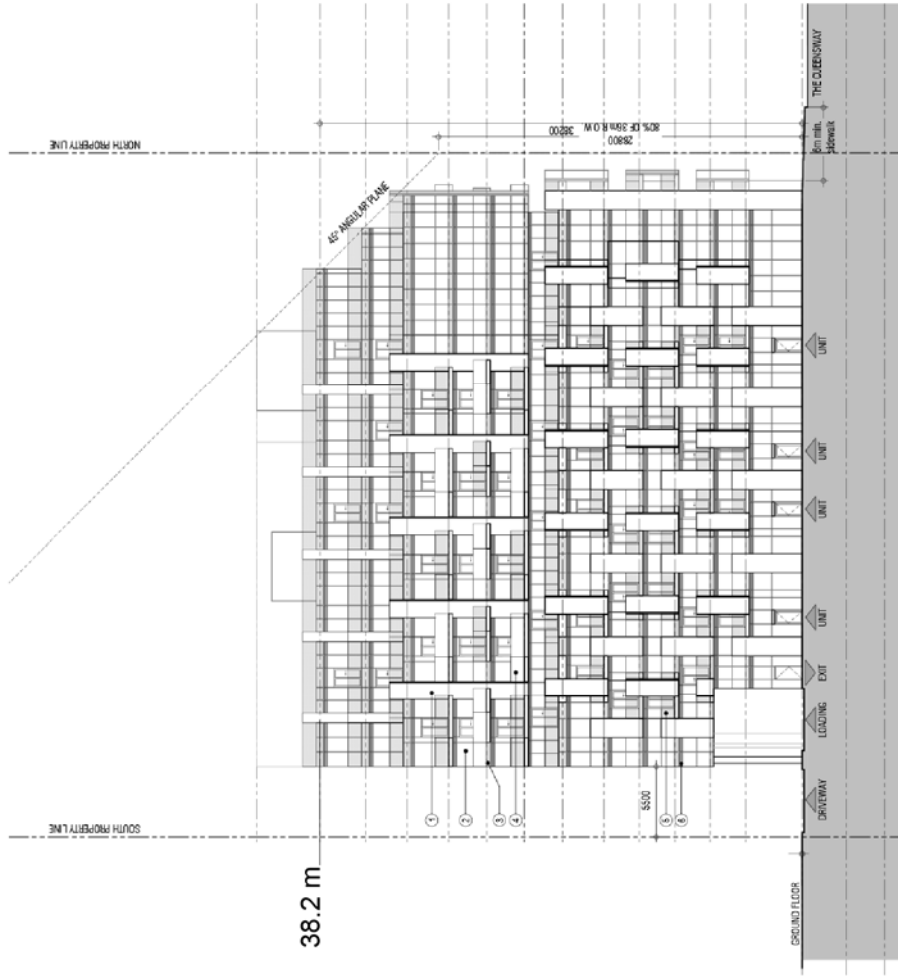 NORTH PROPERTY LINE
THE QUEENSWAY
38200
80% OF 36m R.O.W
28800
6m min.
sidewalk
45° ANGULAR PLANE
UNIT
UNIT
UNIT
UNIT
EXIT
LOADING
DRIVEWAY
1
2
3
4
5500
5
6
SOUTH PROPERTY LINE
38.2 m
GROUND FLOOR